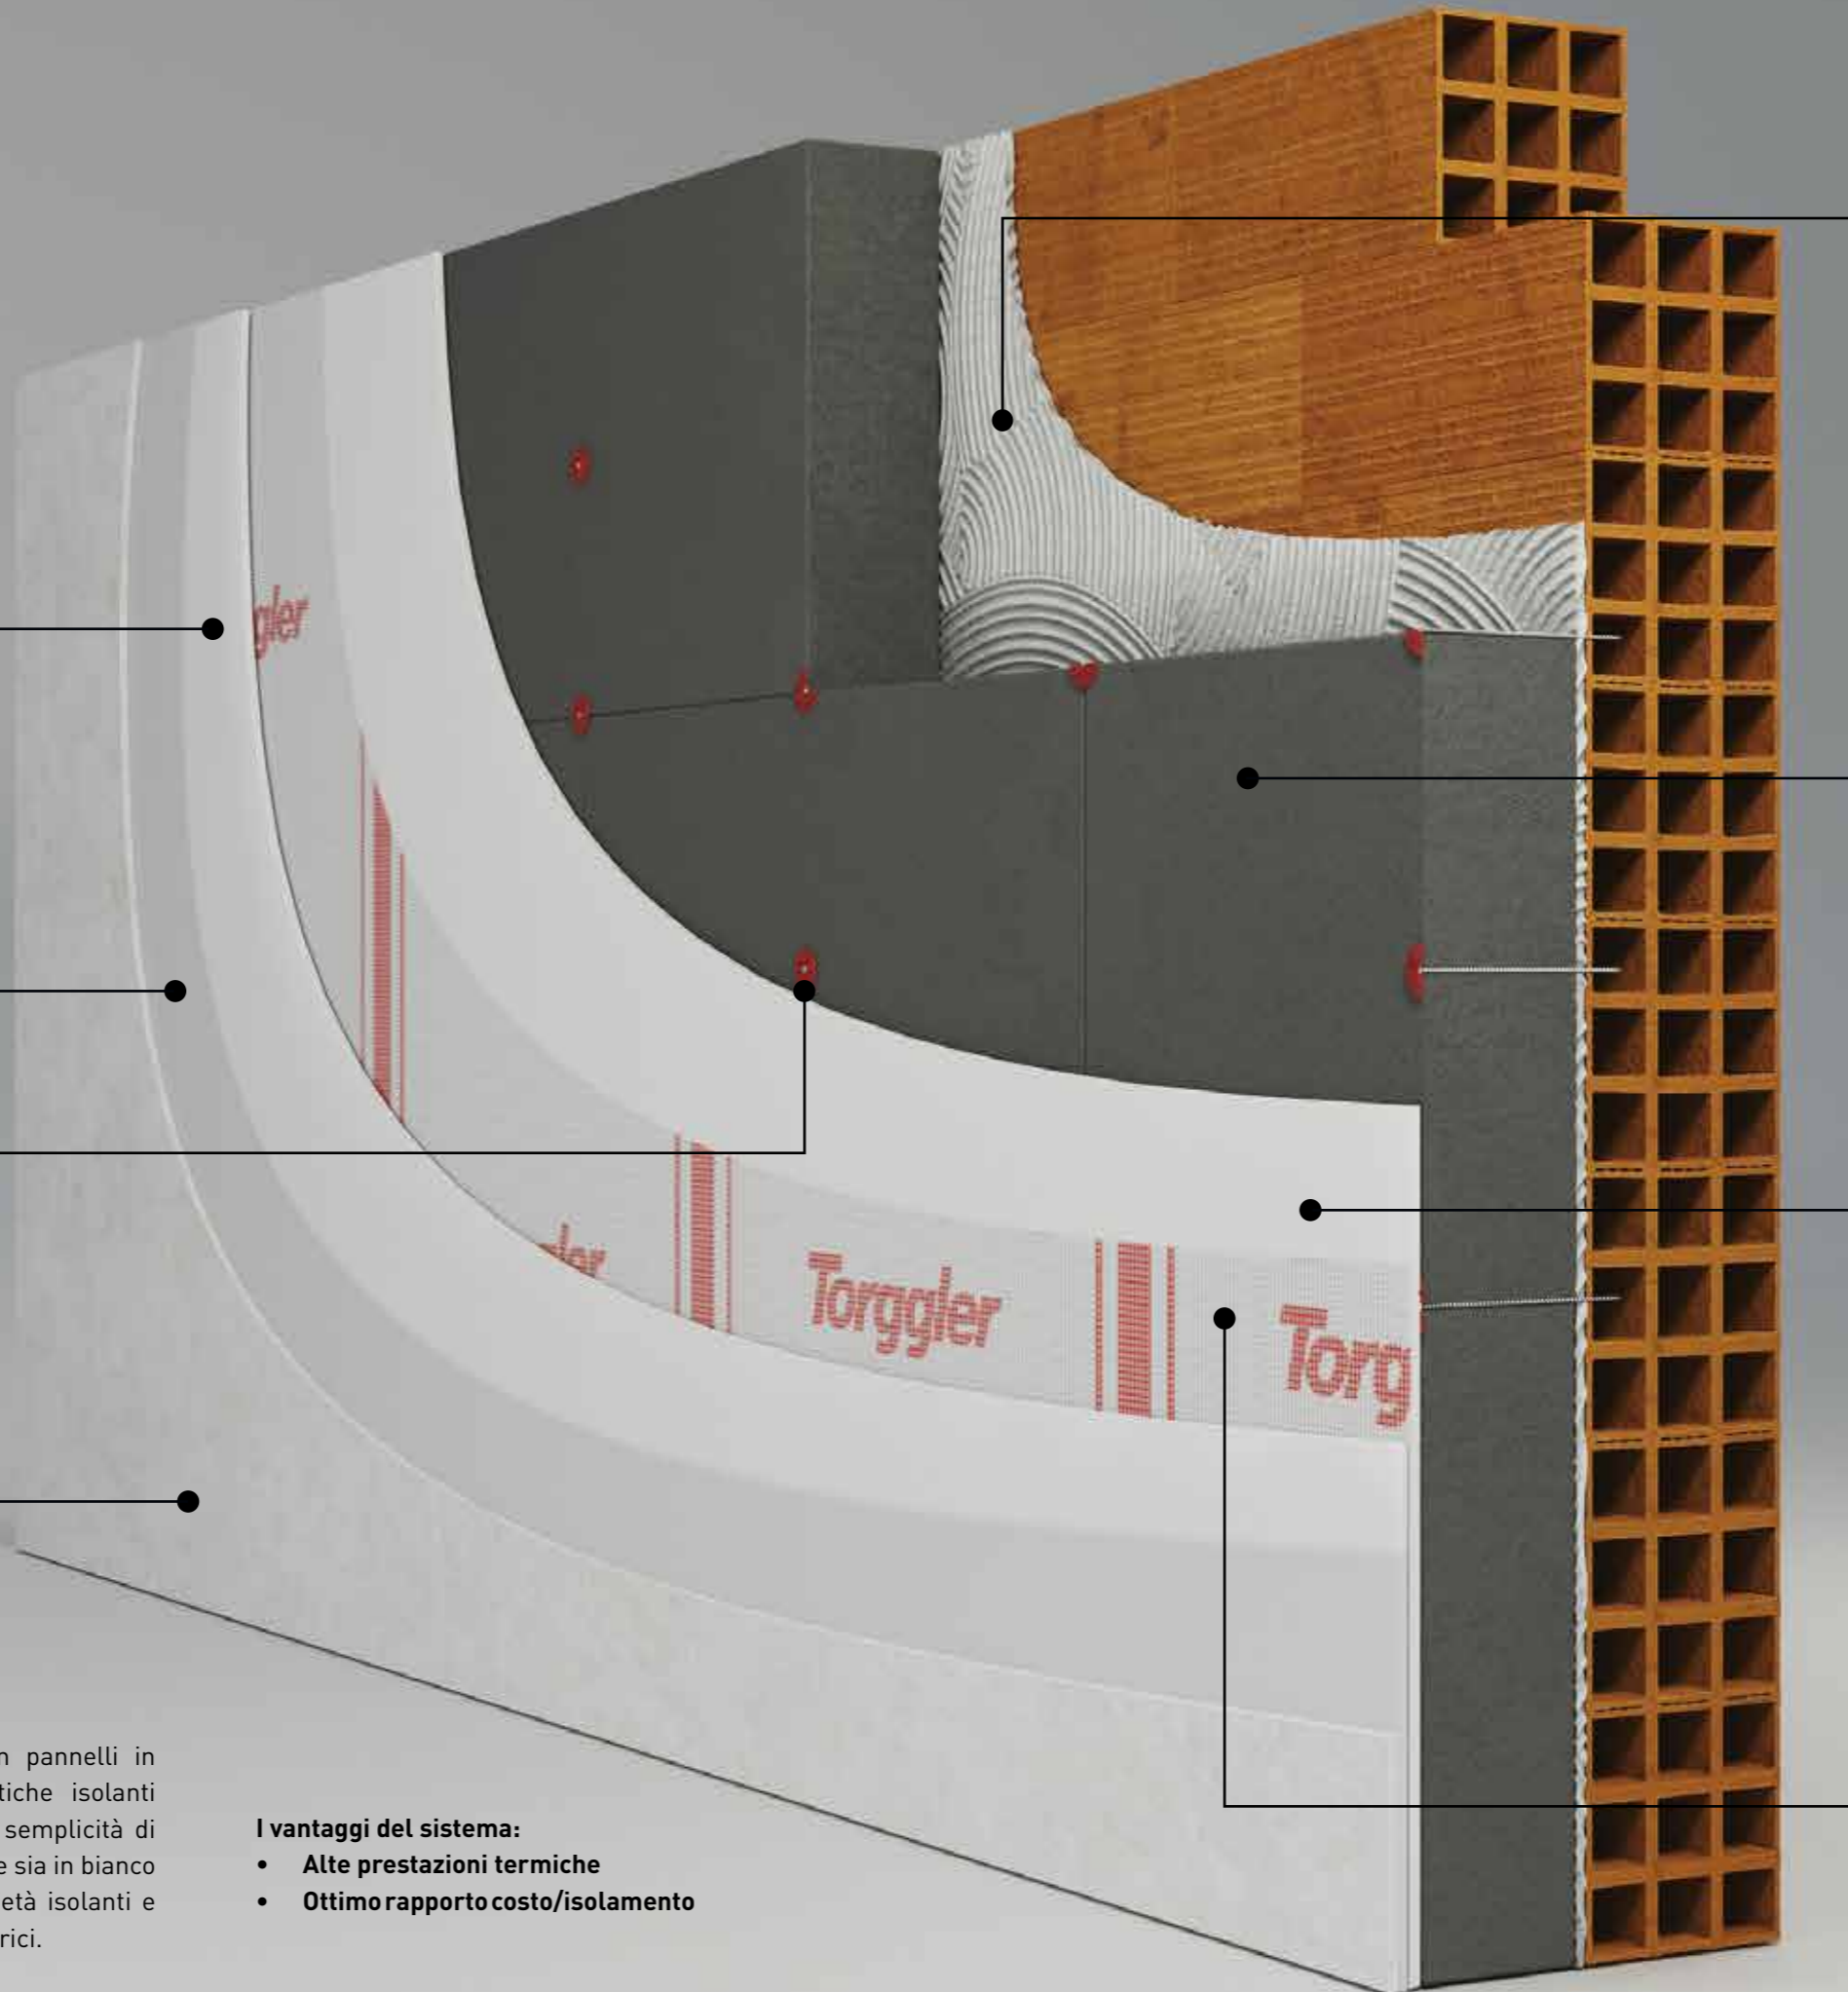 gler
gler
Torggler
Torg
n pannelli in
tiche isolanti
semplicità di
e sia in bianco
età isolanti e
rici.
I vantaggi del sistema:
• Alte prestazioni termiche
• Ottimo rapporto costo/isolamento